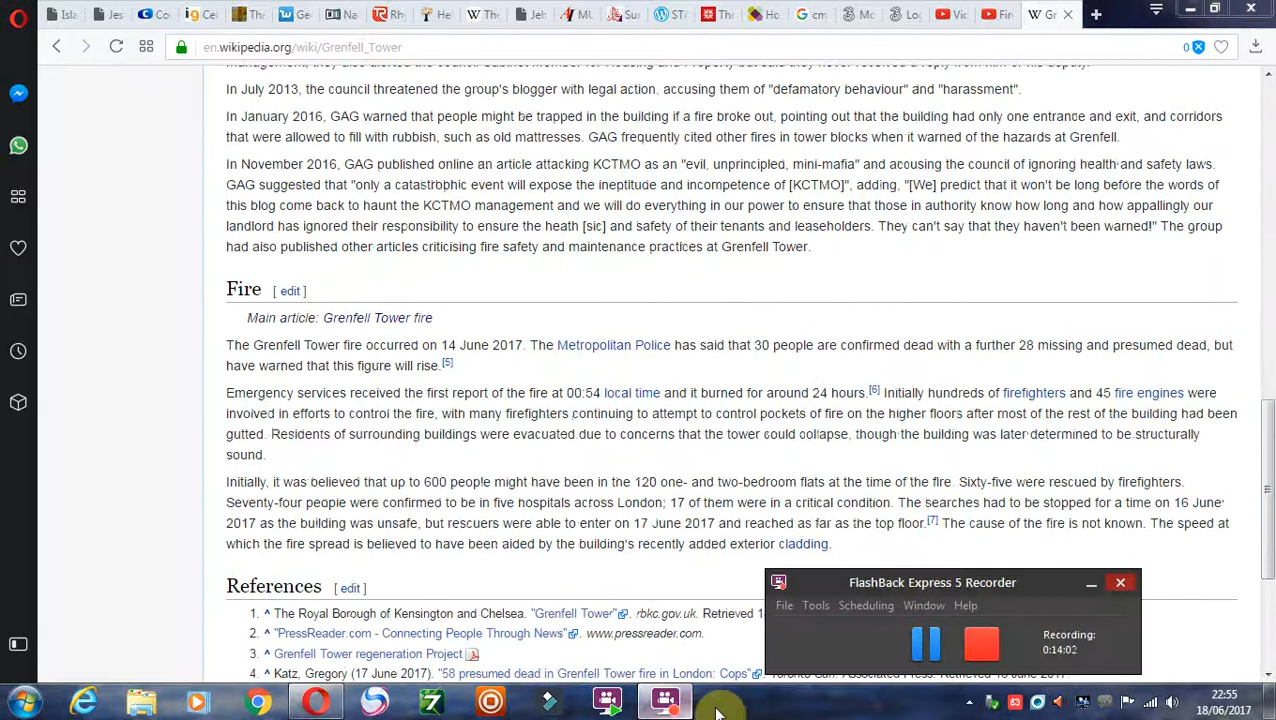 Isla
Jes
Co
Cel
Th
Ge
Na
Rh
He
Th
Jeh
MU
Sur
STA
The
Ho
cm
Mo
Log
Vic
Fire
Gr
en.wikipedia.org/wiki/Grenfell_Tower
0
In July 2013, the council threatened the group's blogger with legal action, accusing them of "defamatory behaviour" and "harassment".
In January 2016, GAG warned that people might be trapped in the building if a fire broke out, pointing out that the building had only one entrance and exit, and corridors
that were allowed to fill with rubbish, such as old mattresses. GAG frequently cited other fires in tower blocks when it warned of the hazards at Grenfell.
In November 2016, GAG published online an article attacking KCTMO as an "evil, unprincipled, mini-mafia" and accusing the council of ignoring health and safety laws.
GAG suggested that "only a catastrophic event will expose the ineptitude and incompetence of [KCTMO]", adding, "[We] predict that it won't be long before the words of
this blog come back to haunt the KCTMO management and we will do everything in our power to ensure that those in authority know how long and how appallingly our
landlord has ignored their responsibility to ensure the heath [sic] and safety of their tenants and leaseholders. They can't say that they haven't been warned!" The group
had also published other articles criticising fire safety and maintenance practices at Grenfell Tower.
Fire [ edit ]
Main article: Grenfell Tower fire
The Grenfell Tower fire occurred on 14 June 2017. The Metropolitan Police has said that 30 people are confirmed dead with a further 28 missing and presumed dead, but
have warned that this figure will rise.[5]
Emergency services received the first report of the fire at 00:54 local time and it burned for around 24 hours.[6] Initially hundreds of firefighters and 45 fire engines were
involved in efforts to control the fire, with many firefighters continuing to attempt to control pockets of fire on the higher floors after most of the rest of the building had been
gutted. Residents of surrounding buildings were evacuated due to concerns that the tower could collapse, though the building was later determined to be structurally
sound.
Initially, it was believed that up to 600 people might have been in the 120 one- and two-bedroom flats at the time of the fire. Sixty-five were rescued by firefighters.
Seventy-four people were confirmed to be in five hospitals across London; 17 of them were in a critical condition. The searches had to be stopped for a time on 16 June
2017 as the building was unsafe, but rescuers were able to enter on 17 June 2017 and reached as far as the top floor.[7] The cause of the fire is not known. The speed at
which the fire spread is believed to have been aided by the building's recently added exterior cladding.
References [ edit ]
1. ^ The Royal Borough of Kensington and Chelsea. "Grenfell Tower". rbkc.gov.uk. Retrieved 1
2. ^ "PressReader.com - Connecting People Through News". www.pressreader.com.
3. ^ Grenfell Tower regeneration Project
4. ^ Katz, Gregory (17 June 2017). "58 presumed dead in Grenfell Tower fire in London: Cops".
FlashBack Express 5 Recorder
File Tools Scheduling Window Help
Recording:
0:14:02
22:55
18/06/2017